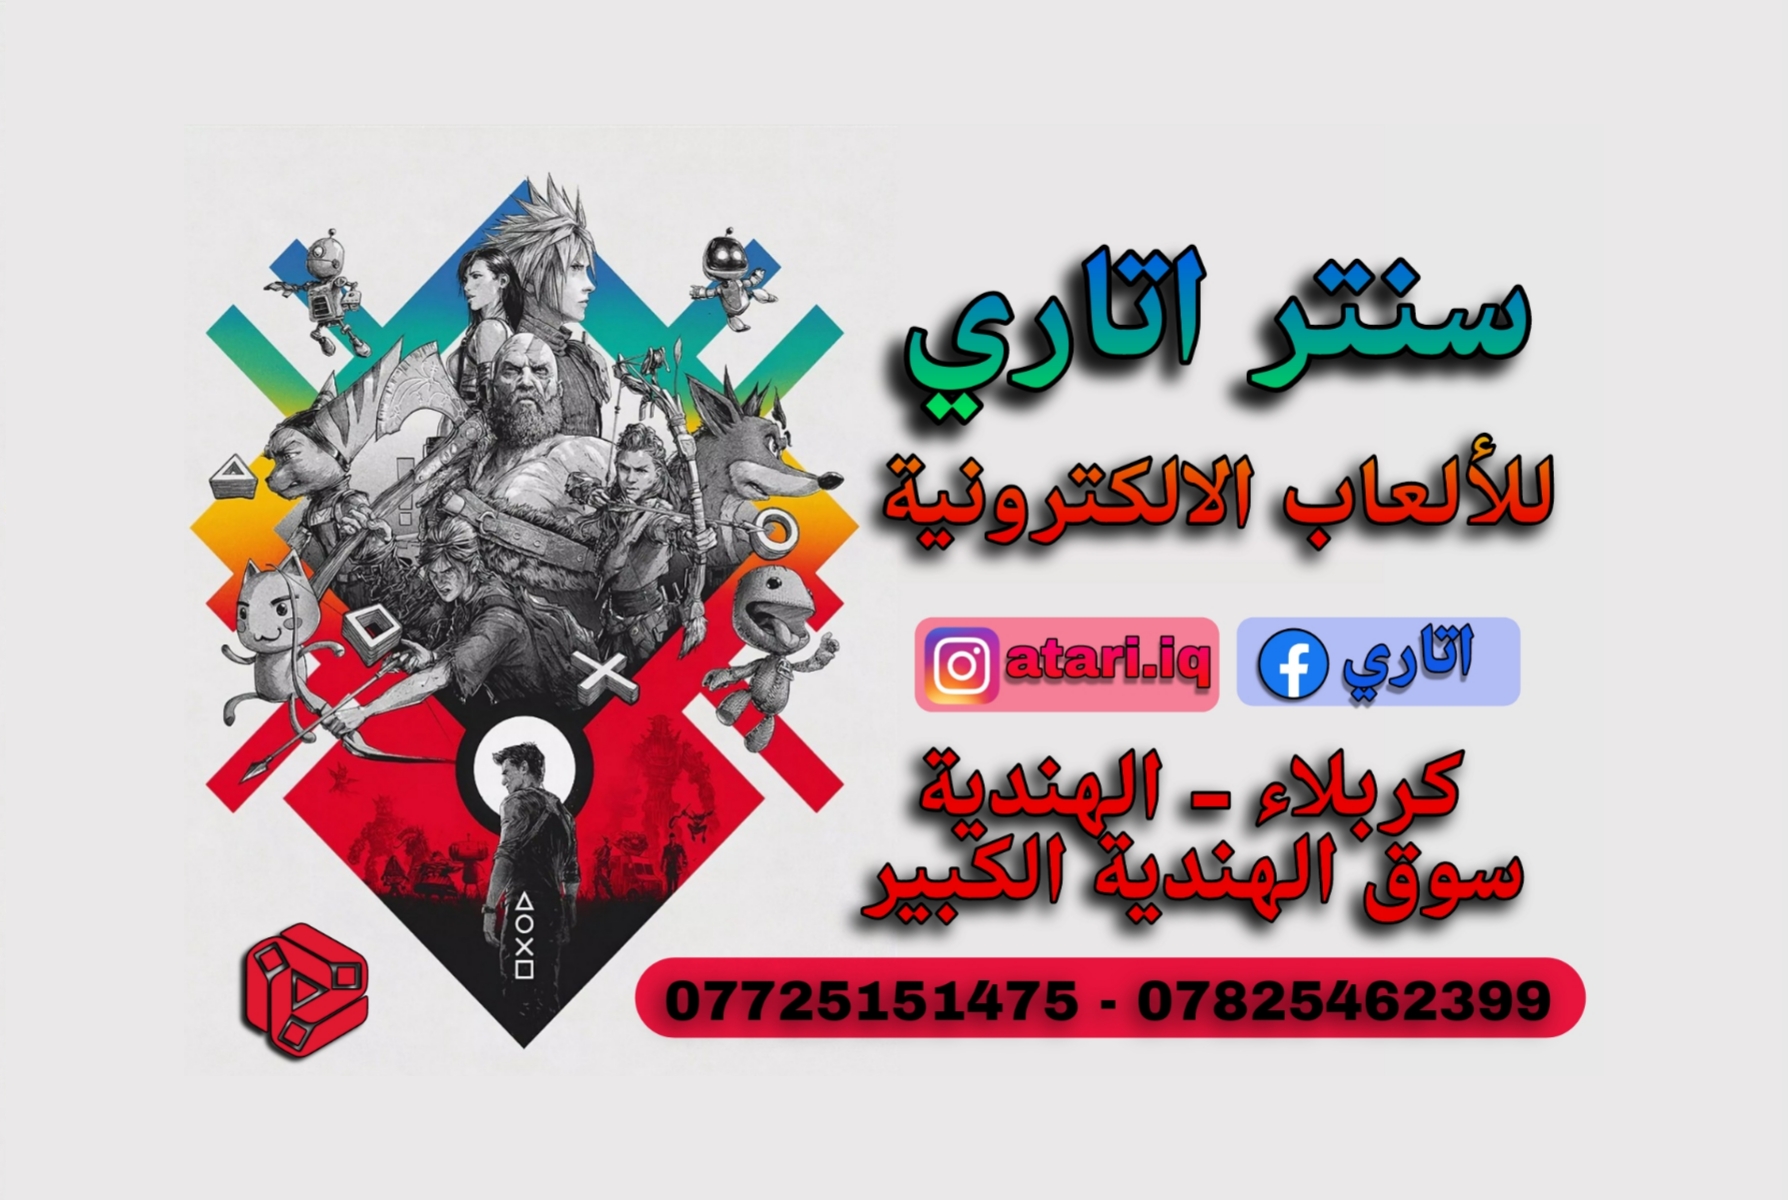 سنتر اتاري
للألعاب الالكترونية
اتاري
atari.iq
كربلاء - الهندية
سوق الهندية الكبير
07725151475 - 07825462399